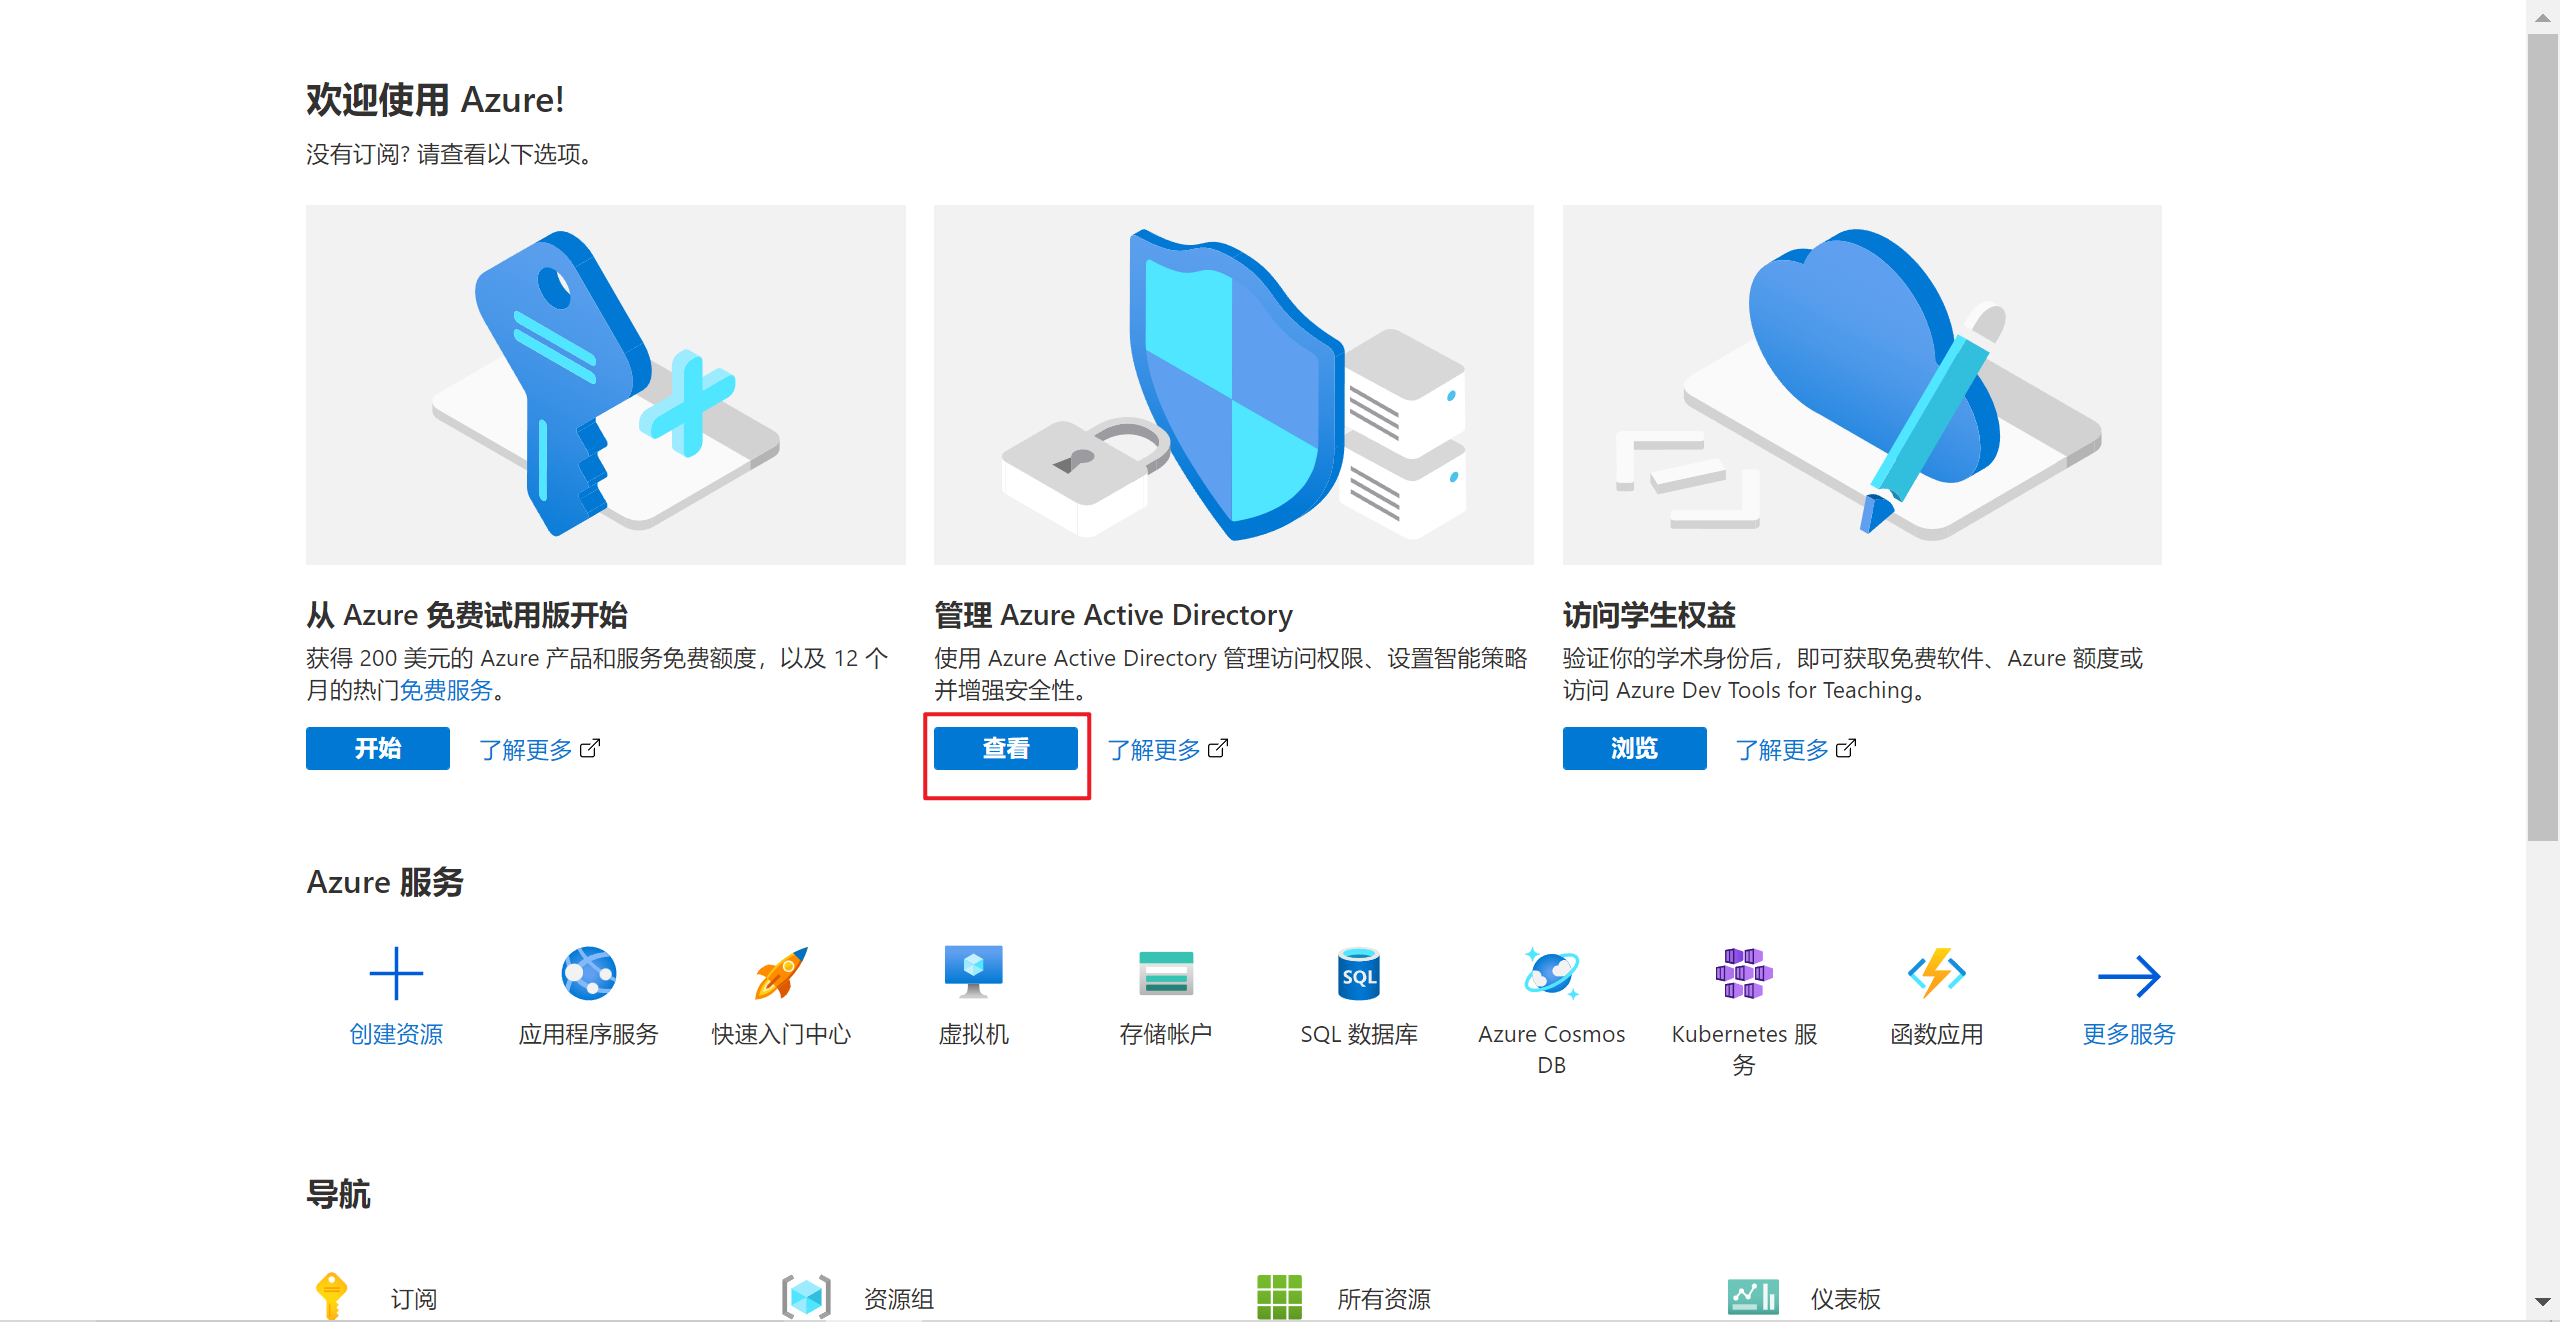 欢迎使用 Azure!
没有订阅? 请查看以下选项。
从 Azure 免费试用版开始
获得 200 美元的 Azure 产品和服务免费额度，以及 12 个
月的热门免费服务。
开始
了解更多
管理 Azure Active Directory
使用 Azure Active Directory 管理访问权限、设置智能策略
并增强安全性。
查看
了解更多
访问学生权益
验证你的学术身份后，即可获取免费软件、Azure 额度或
访问 Azure Dev Tools for Teaching。
浏览
了解更多
Azure 服务
创建资源
应用程序服务
快速入门中心
虚拟机
存储帐户
SQL
SQL 数据库
Azure Cosmos
DB
Kubernetes 服
务
函数应用
更多服务
导航
订阅
资源组
所有资源
仪表板